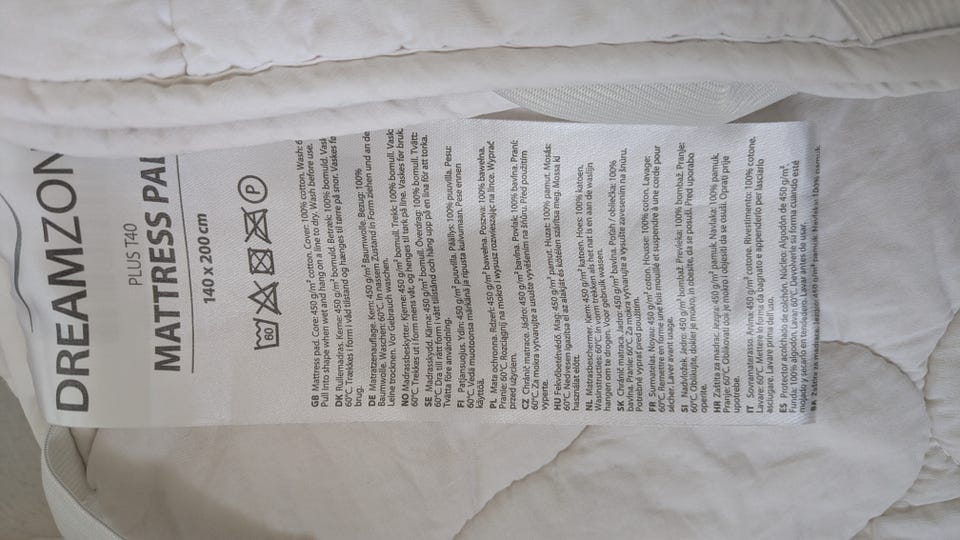 DREAMZON
PLUS T40
MATTRESS PA
140 x 200 cm
60 P
GB Mattress pad. Core: 450 g/m² cotton. Cover: 100% cotton. Wash: 6
Pull into shape when wet and hang on a line to dry. Wash before use.
DK Rullemadras. Kerne: 450 g/m² bomuld. Betræk: 100% bomuld. Vask
60°C. Trækkes i form i våd tilstand og hænges til tørre på snor. Vaskes fø
brug.
DE Matratzenauflage. Kern: 450 g/m² Baumwolle. Bezug: 100%
Baumwolle. Waschen: 60°C. In nassem Zustand in Form ziehen und an de
Leine trocknen. Vor Gebrauch waschen.
NO Madrassbeskytter. Kjerne: 450 g/m² bomull. Trekk: 100% bomull. Vask:
60°C. Trekkes ut i form mens våt, og henges til tørk på line. Vaskes før bruk.
SE Madrasskydd. Kärna: 450 g/m² bomull. Överdrag: 100% bomull. Tvätt:
60°C. Dra till rätt form i vått tillstånd och häng upp på en lina för att torka.
Tvätta före användning.
FI Patjansuojus. Ydin: 450 g/m² puuvilla. Päällys: 100% puuvilla. Pesu:
60°C. Vedä muotoonsa märkänä ja ripusta kuivumaan. Pese ennen
käyttöä.
PL Mata ochronna. Rdzeń: 450 g/m² bawełna. Poszwa: 100% bawełna.
Pranie: 60°C. Rozciągnij na mokro i wysusz rozwieszając na lince. Wyprać
przed użyciem.
CZ Chránič matrace. Jádro: 450 g/m² bavlna. Povlak: 100% bavlna. Praní:
60°C. Za mokra vytvarujte a usušte vyvěšením na šňůru. Před použitím
vyperte.
HU Fekvőbetétvédő. Mag: 450 g/m² pamut. Huzat: 100% pamut. Mosás:
60°C. Nedvesen igazítsa el az alakját és kötélen szárítsa meg. Mossa ki
használat előtt.
NL Matrasbeschermer. Kern: 450 g/m² katoen. Hoes: 100% katoen.
Wasinstructie: 60°C. In vorm trekken als het nat is en aan de waslijn
hangen om te drogen. Voor gebruik wassen.
SK Chránič matraca. Jadro: 450 g/m² bavlna. Poťah / obliečka: 100%
bavlna. Pranie: 60°C. Za mokra vytvarujte a vysušte zavesením na šnúru.
Potrebné vyprať pred použitím.
FR Surmatelas. Noyau: 450 g/m² coton. Housse: 100% coton. Lavage:
60°C. Remettre en forme une fois mouillé et suspendre à une corde pour
sécher. Laver avant usage.
SI Nadvložek. Jedro: 450 g/m² bombaž. Prevleka: 100% bombaž. Pranje:
60°C. Oblikujte, dokler je mokro, in obesite, da se posuši. Pred uporabo
operite.
HR Zaštita za madrac. Jezgra: 450 g/m² pamuk. Navlaka: 100% pamuk.
Pranje: 60°C. Oblikovati dok je mokro i objesiti da se osuši. Oprati prije
upotrebe.
IT Sovramaterasso. Anima: 450 g/m² cotone. Rivestimento: 100% cotone.
Lavare: 60°C. Mettere in forma da bagnato e appenderlo per lasciarlo
asciugare. Lavare prima dell'uso.
ES Protector acolchado de colchón. Núcleo: Algodón de 450 g/m².
Funda: 100% algodón. Lavar: 60°C. Devolverle su forma cuando esté
mojado y secarlo en tendedero. Lavar antes de usar.
BA Zaštita za madrac. Jezgra: 450 g/m² pamuk. Navlaka: 100% pamuk.